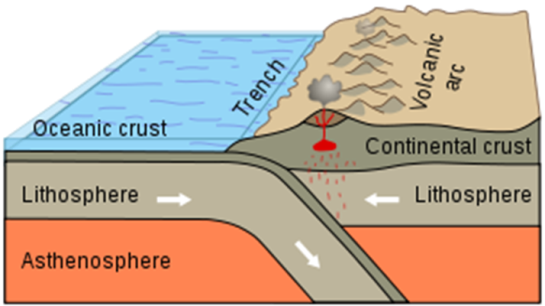 Oceanic crust
Trench
Volcanic
arc
Continental crust
Lithosphere
Lithosphere
Asthenosphere